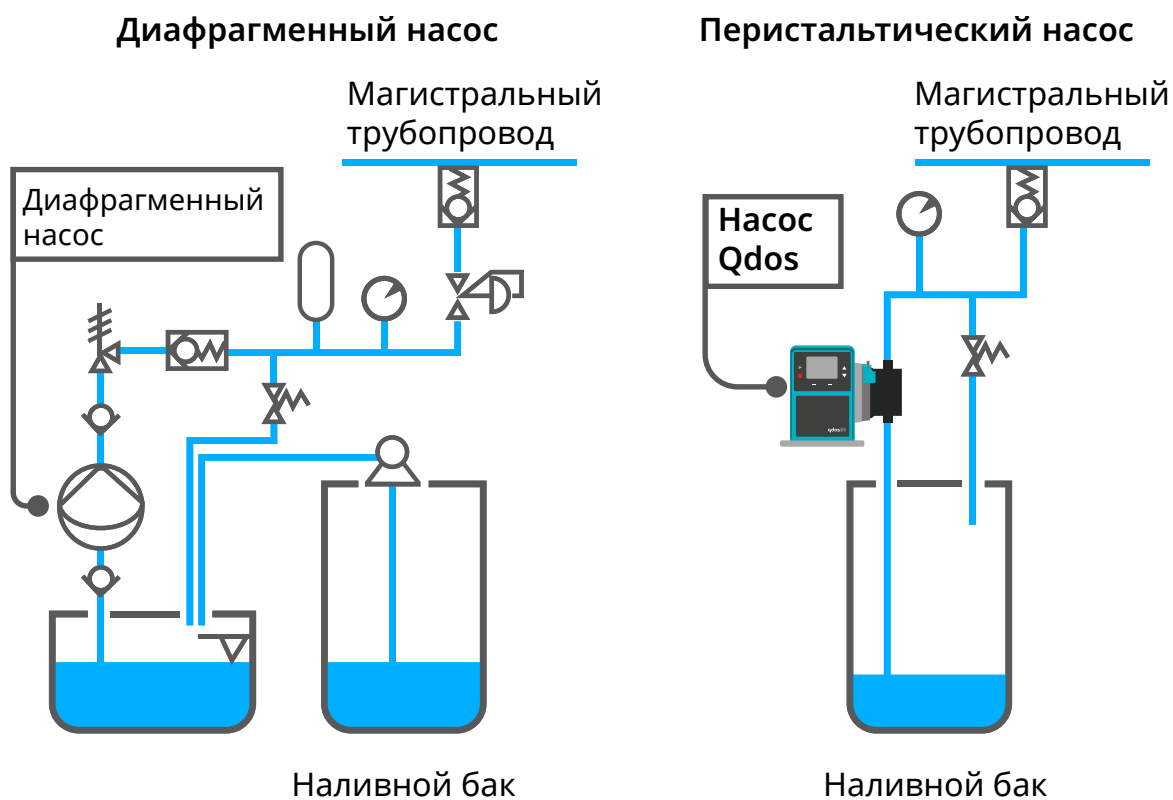 Диафрагменный насос
Перистальтический насос
Магистральный
трубопровод
Диафрагменный
насос
Магистральный
трубопровод
Насос
Qdos
Наливной бак
Наливной бак